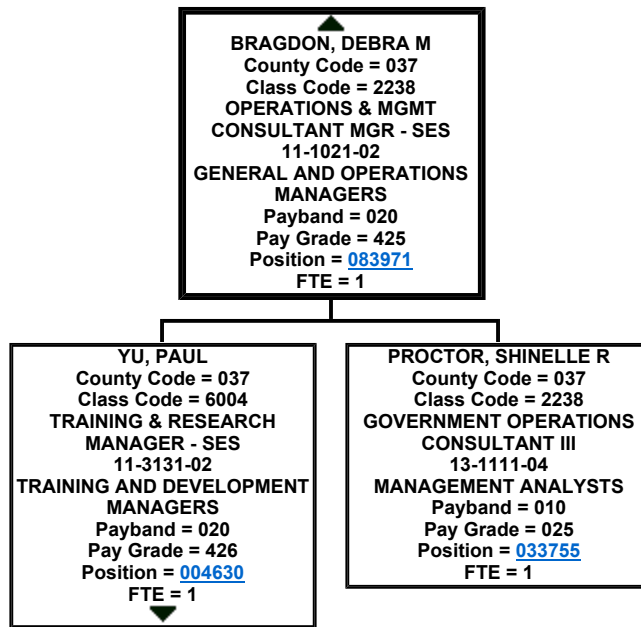 BRAGDON, DEBRA M
County Code = 037
Class Code = 2238
OPERATIONS & MGMT
CONSULTANT MGR - SES
11-1021-02
GENERAL AND OPERATIONS
MANAGERS
Payband = 020
Pay Grade = 425
Position = 083971
FTE = 1
YU, PAUL
County Code = 037
Class Code = 6004
TRAINING & RESEARCH
MANAGER - SES
11-3131-02
TRAINING AND DEVELOPMENT
MANAGERS
Payband = 020
Pay Grade = 426
Position = 004630
FTE = 1
PROCTOR, SHINELLE R
County Code = 037
Class Code = 2238
GOVERNMENT OPERATIONS
CONSULTANT III
13-1111-04
MANAGEMENT ANALYSTS
Payband = 010
Pay Grade = 025
Position = 033755
FTE = 1